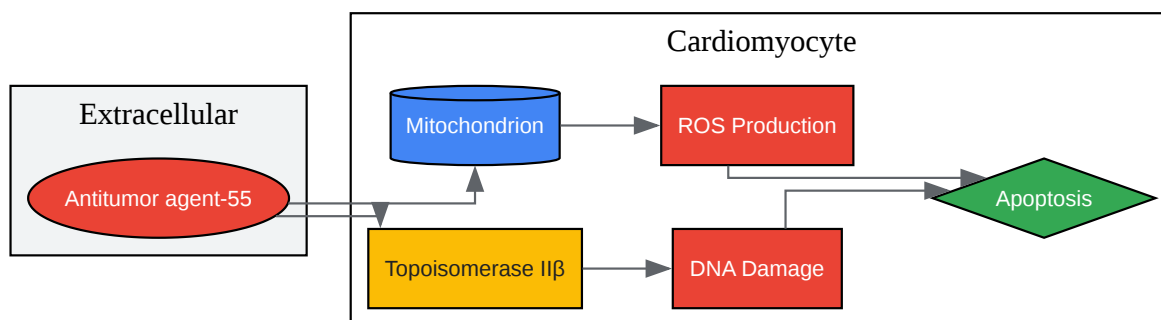 Cardiomyocyte
Extracellular
Mitochondrion
ROS Production
Antitumor agent-55
Apoptosis
Topoisomerase IIβ
DNA Damage